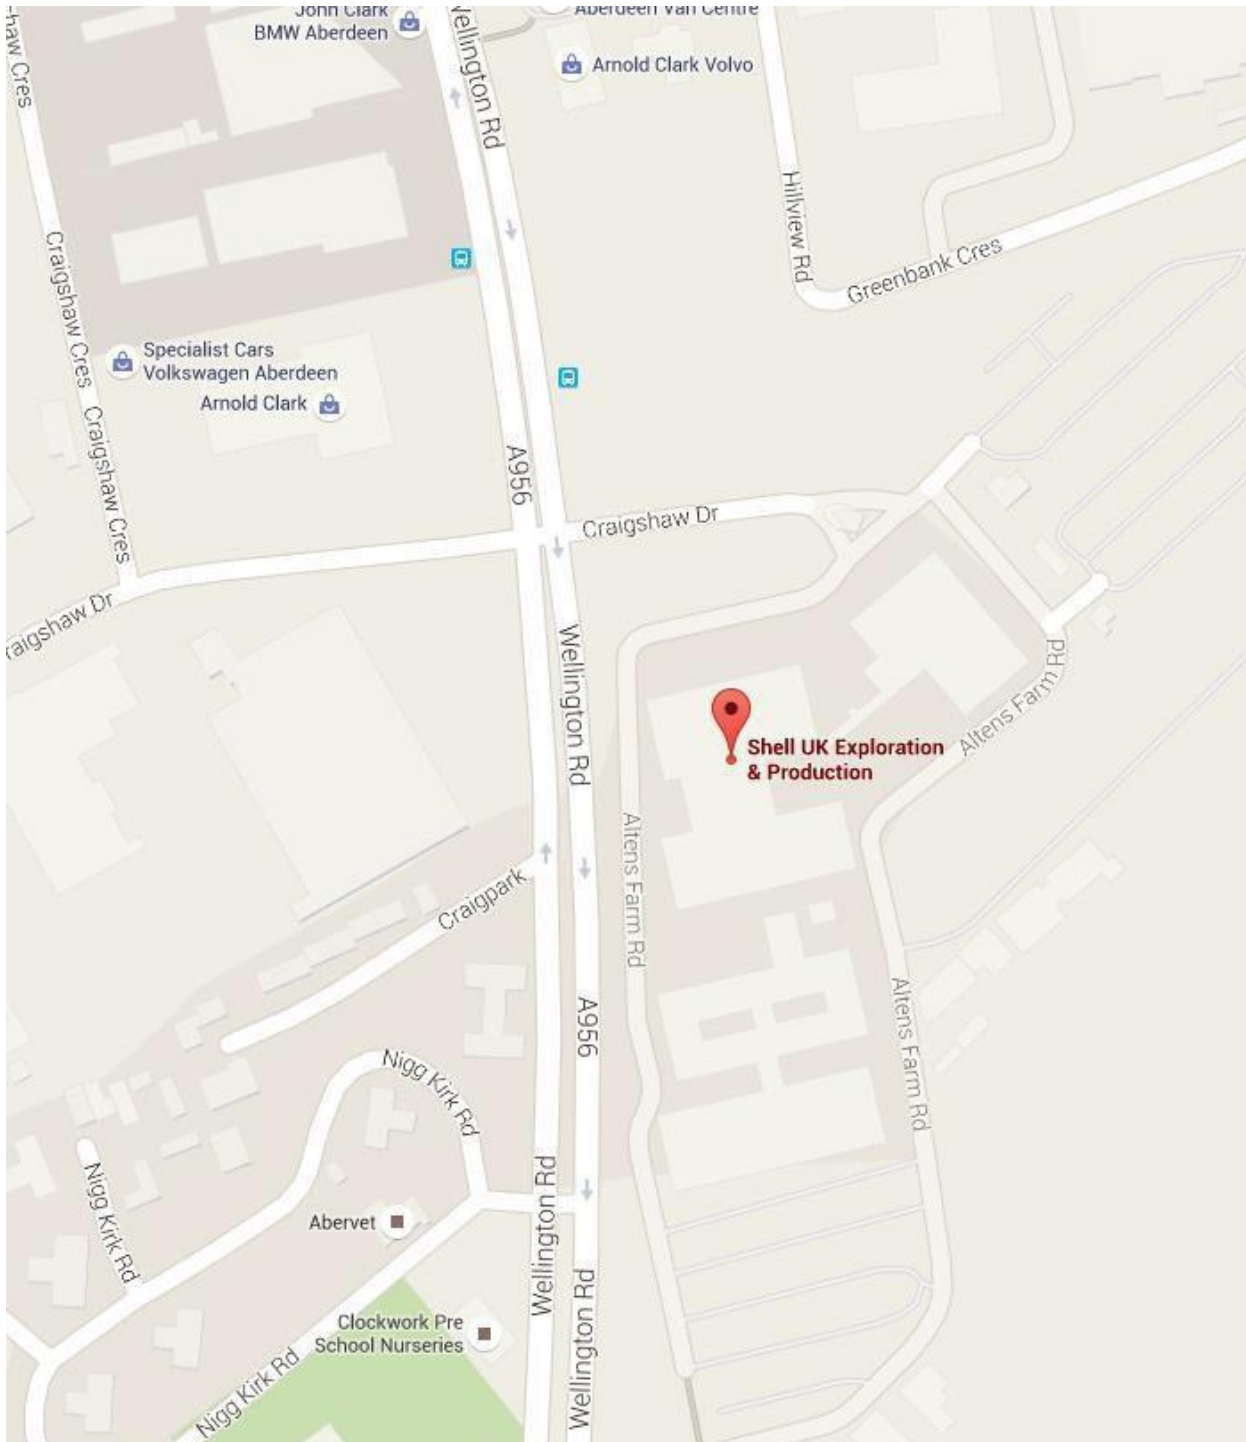 John Clark
BMW Aberdeen
Aberdeen Van Centre
Arnold Clark Volvo
Wellington Rd
haw Cres
Hillview Rd
Greenbank Cres
Craigshaw Cres
Specialist Cars
Volkswagen Aberdeen
Arnold Clark
Craigshaw Cres
A956
Craigshaw Dr
raigshaw Dr
Wellington Rd
Altens Farm Rd
Shell UK Exploration
& Production
Altens Farm Rd
Craigpark
A956
Altens Farm Rd
Nigg Kirk Rd
Nigg Kirk Rd
Abervet
Wellington Rd
Wellington Rd
Clockwork Pre
School Nurseries
Nigg Kirk Rd